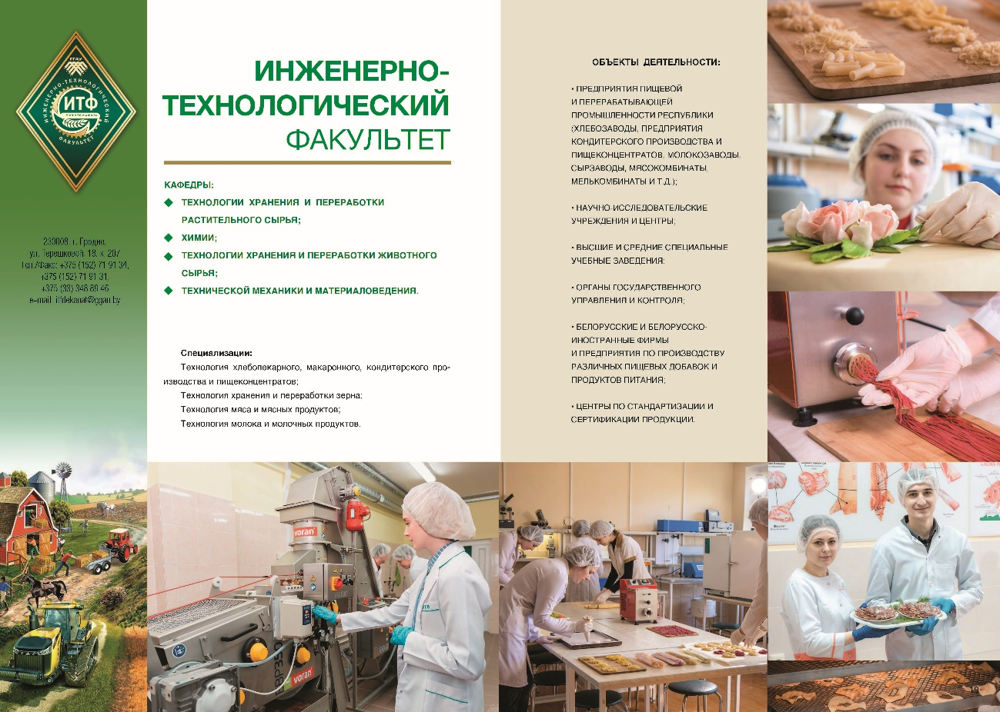 ГГАУ
ИНЖЕНЕРНО-ТЕХНОЛОГИЧЕСКИЙ
ИТФ
ФАКУЛЬТЕТ
230008, г. Гродно,
ул. Терешковой, 18, к. 207
Тел./Факс: +375 (152) 71 91 34,
+375 (152) 71 91 31,
+375 (33) 348 89 46
e-mail: itfdekanat@ggau.by
ИНЖЕНЕРНО-
ТЕХНОЛОГИЧЕСКИЙ
ФАКУЛЬТЕТ
КАФЕДРЫ:
ТЕХНОЛОГИИ ХРАНЕНИЯ И ПЕРЕРАБОТКИ
РАСТИТЕЛЬНОГО СЫРЬЯ;
ХИМИИ;
ТЕХНОЛОГИИ ХРАНЕНИЯ И ПЕРЕРАБОТКИ ЖИВОТНОГО
СЫРЬЯ;
ТЕХНИЧЕСКОЙ МЕХАНИКИ И МАТЕРИАЛОВЕДЕНИЯ.
Специализации:
Технология хлебопекарного, макаронного, кондитерского про-
изводства и пищеконцентратов;
Технология хранения и переработки зерна;
Технология мяса и мясных продуктов;
Технология молока и молочных продуктов.
ОБЪЕКТЫ ДЕЯТЕЛЬНОСТИ:
• ПРЕДПРИЯТИЯ ПИЩЕВОЙ
И ПЕРЕРАБАТЫВАЮЩЕЙ
ПРОМЫШЛЕННОСТИ РЕСПУБЛИКИ
(ХЛЕБОЗАВОДЫ, ПРЕДПРИЯТИЯ
КОНДИТЕРСКОГО ПРОИЗВОДСТВА И
ПИЩЕКОНЦЕНТРАТОВ, МОЛОКОЗАВОДЫ,
СЫРЗАВОДЫ, МЯСОКОМБИНАТЫ,
МЕЛЬКОМБИНАТЫ И Т.Д.);
• НАУЧНО-ИССЛЕДОВАТЕЛЬСКИЕ
УЧРЕЖДЕНИЯ И ЦЕНТРЫ;
• ВЫСШИЕ И СРЕДНИЕ СПЕЦИАЛЬНЫЕ
УЧЕБНЫЕ ЗАВЕДЕНИЯ;
• ОРГАНЫ ГОСУДАРСТВЕННОГО
УПРАВЛЕНИЯ И КОНТРОЛЯ;
• БЕЛОРУССКИЕ И БЕЛОРУССКО-
ИНОСТРАННЫЕ ФИРМЫ
И ПРЕДПРИЯТИЯ ПО ПРОИЗВОДСТВУ
РАЗЛИЧНЫХ ПИЩЕВЫХ ДОБАВОК И
ПРОДУКТОВ ПИТАНИЯ;
• ЦЕНТРЫ ПО СТАНДАРТИЗАЦИИ И
СЕРТИФИКАЦИИ ПРОДУКЦИИ.
voran
voran
19